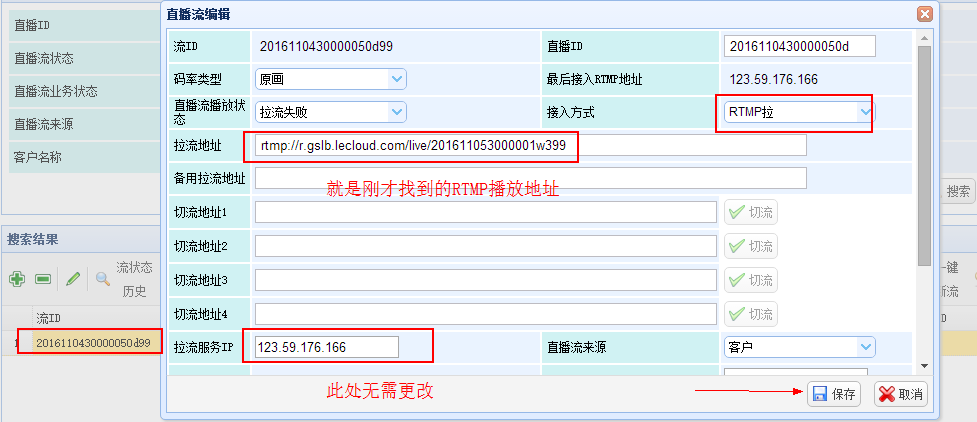 直播流编辑
直播ID
直播流状态
直播流业务状态
直播流来源
客户名称
搜索
流ID 2016110430000050d99 直播ID 2016110430000050d
码率类型 原画 最后接入RTMP地址 123.59.176.166
直播流播放状态 拉流失败 接入方式 RTMP拉
拉流地址 rtmp://r.gslb.lecloud.com/live/201611053000001w399
备用拉流地址
就是刚才找到的RTMP播放地址
切流地址1 切流
切流地址2 切流
切流地址3 切流
切流地址4 切流
拉流服务IP 123.59.176.166 直播流来源 客户
此处无需更改
保存 取消
搜索结果
流状态
历史
流ID
1 2016110430000050d99